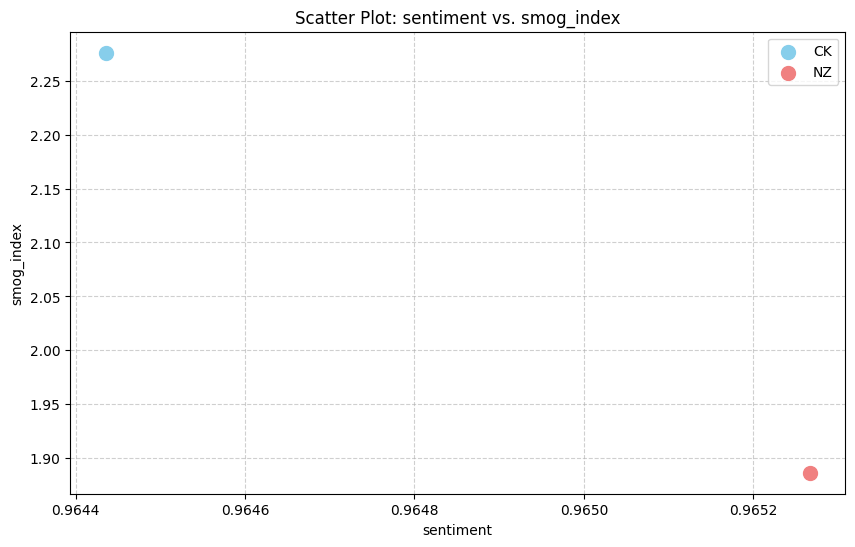 Scatter Plot: sentiment vs. smog_index
CK
NZ
smog_index
2.25
2.20
2.15
2.10
2.05
2.00
1.95
1.90
0.9644
0.9646
0.9648
0.9650
0.9652
sentiment